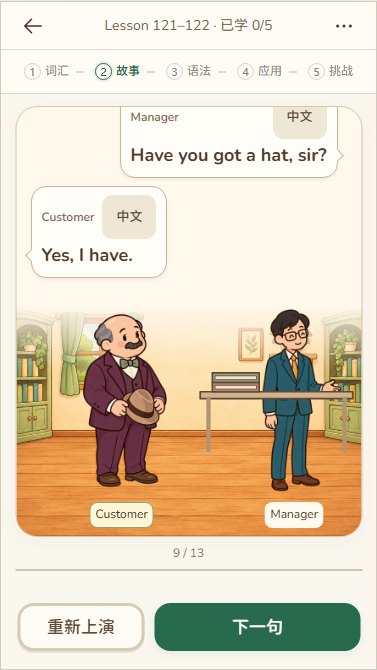 Lesson 121–122 · 已学 0/5
1 词汇 2 故事 3 语法 4 应用 5 挑战
Manager 中文
Have you got a hat, sir?
Customer 中文
Yes, I have.
Customer Manager
9 / 13
重新上演 下一句